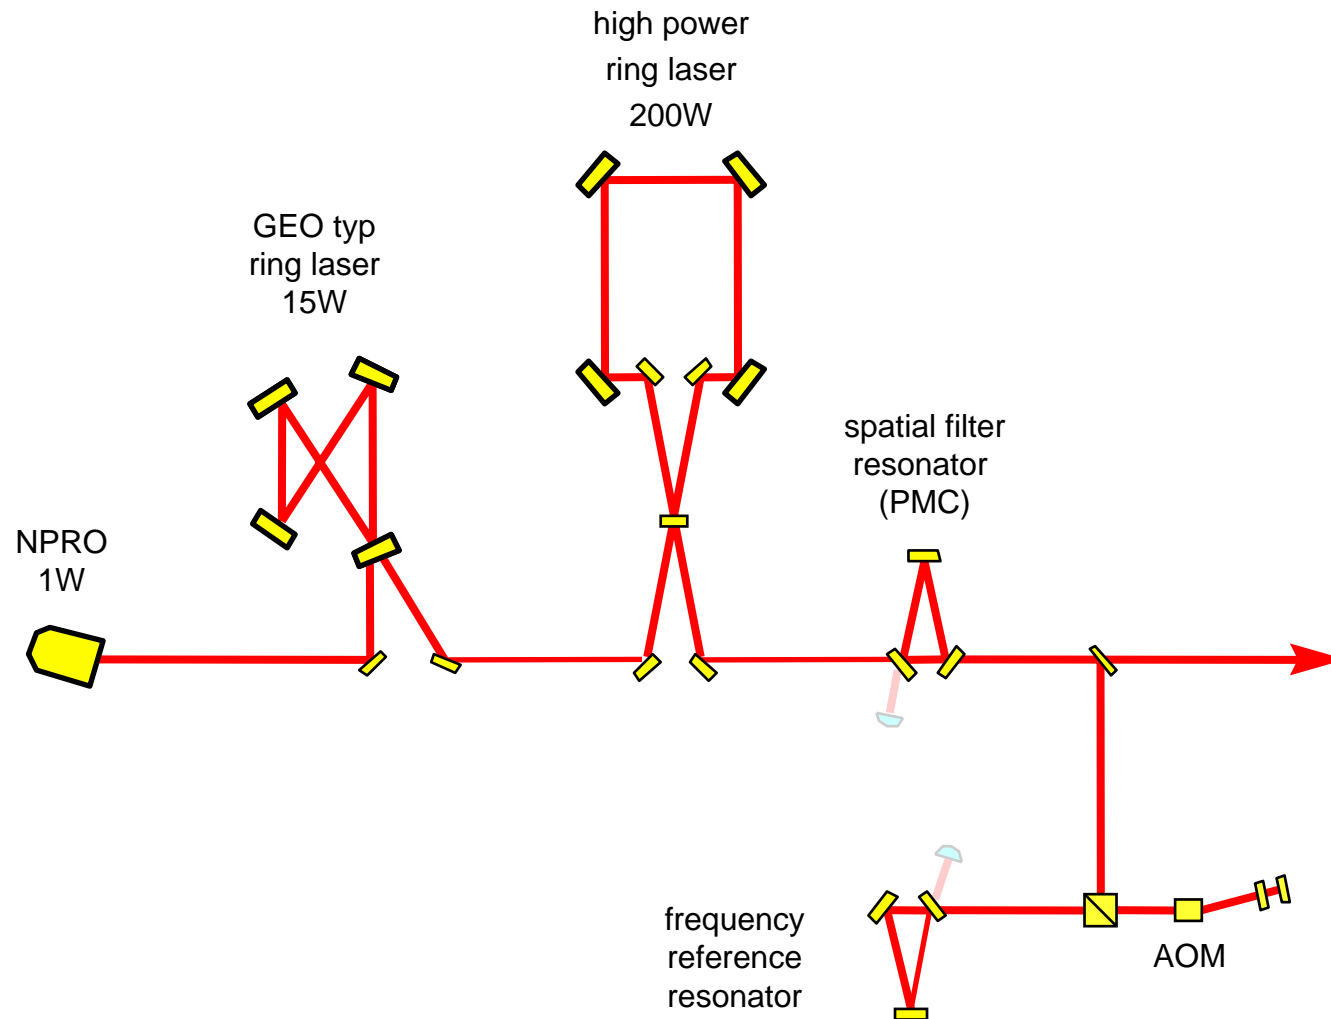 high power
ring laser
200W
GEO typ
ring laser
15W
spatial filter
resonator
(PMC)
NPRO
1W
frequency
reference
resonator
AOM